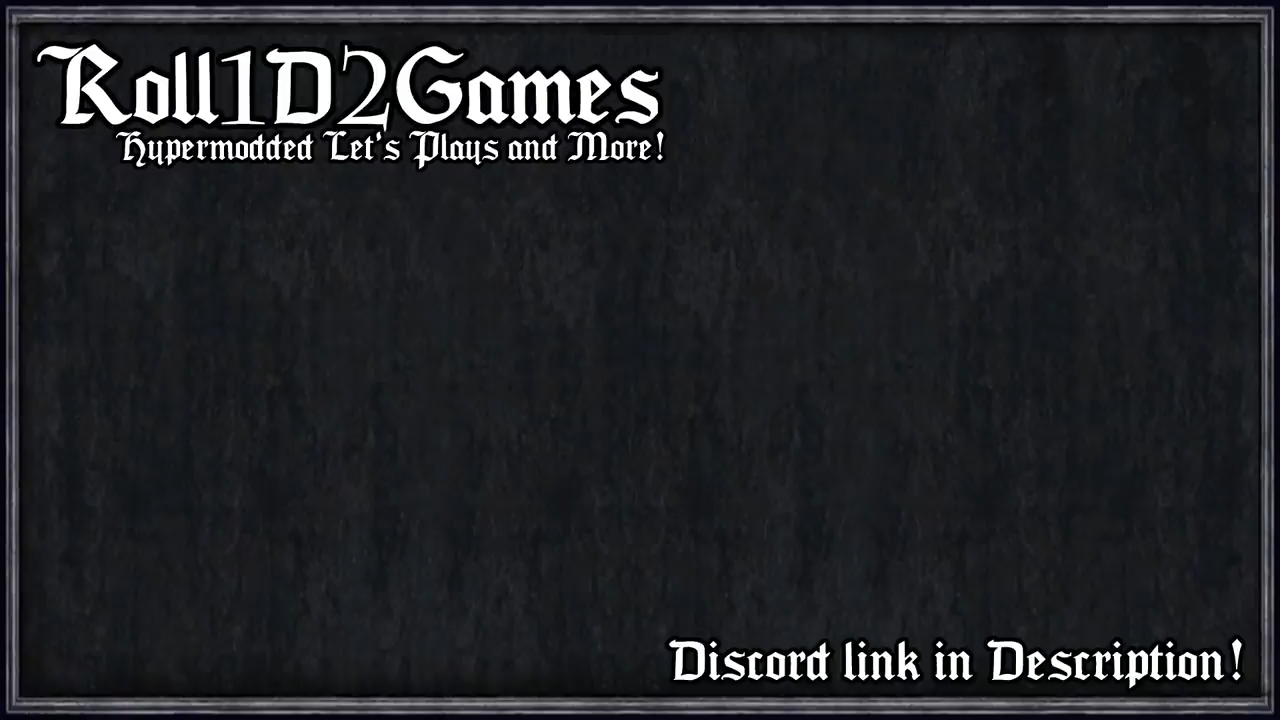 Roll1D2Games
Hypermodded Let's Plays and More!
Discord link in Description!